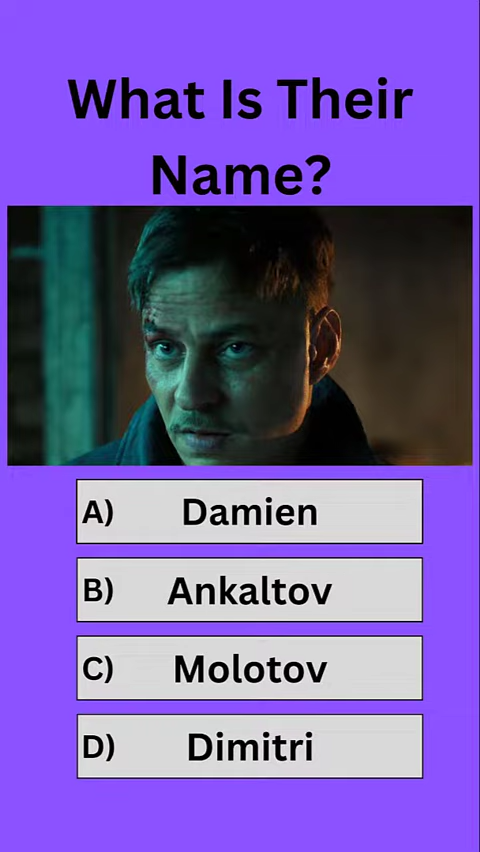 What Is Their
Name?
A) Damien
B) Ankaltov
C) Molotov
D) Dimitri